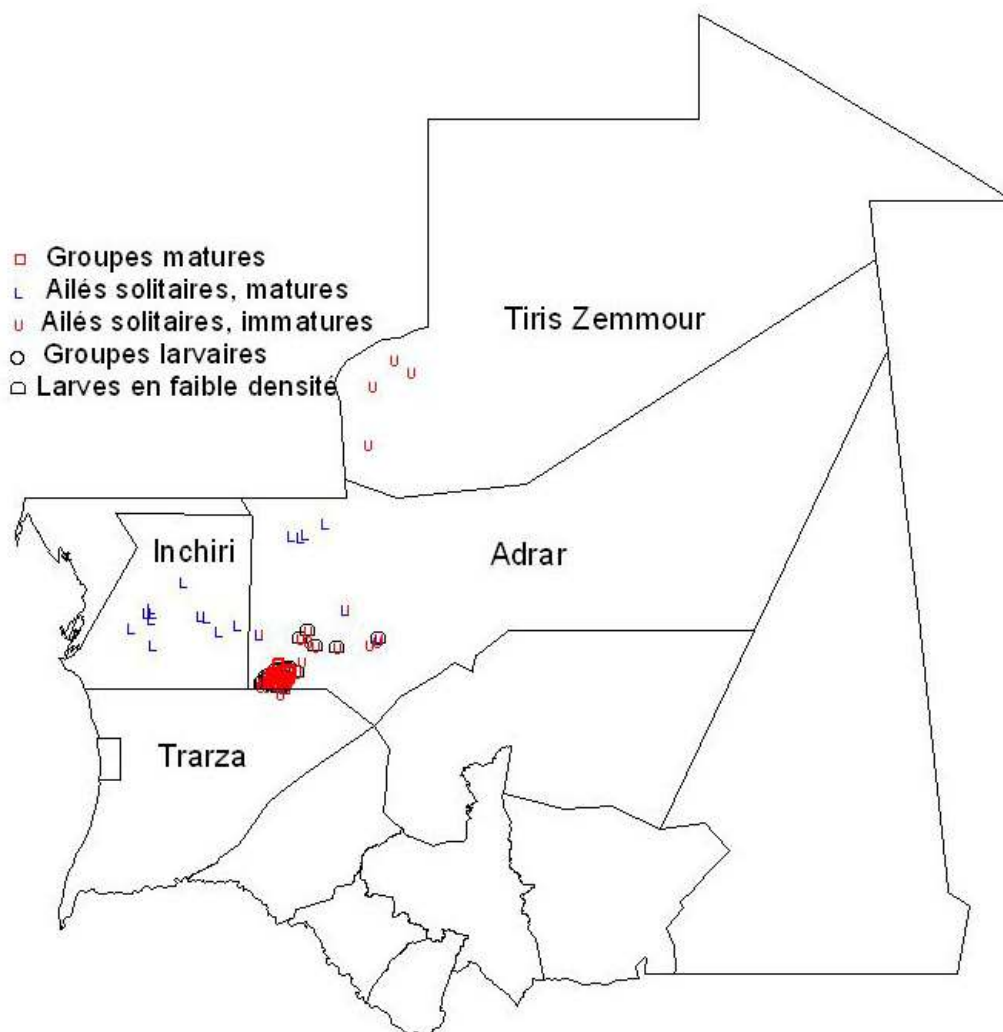 Groupes matures
Ailés solitaires, matures
Ailés solitaires, immatures
Groupes larvaires
Larves en faible densité
Tiris Zemmour
Inchiri
Adrar
Trarza